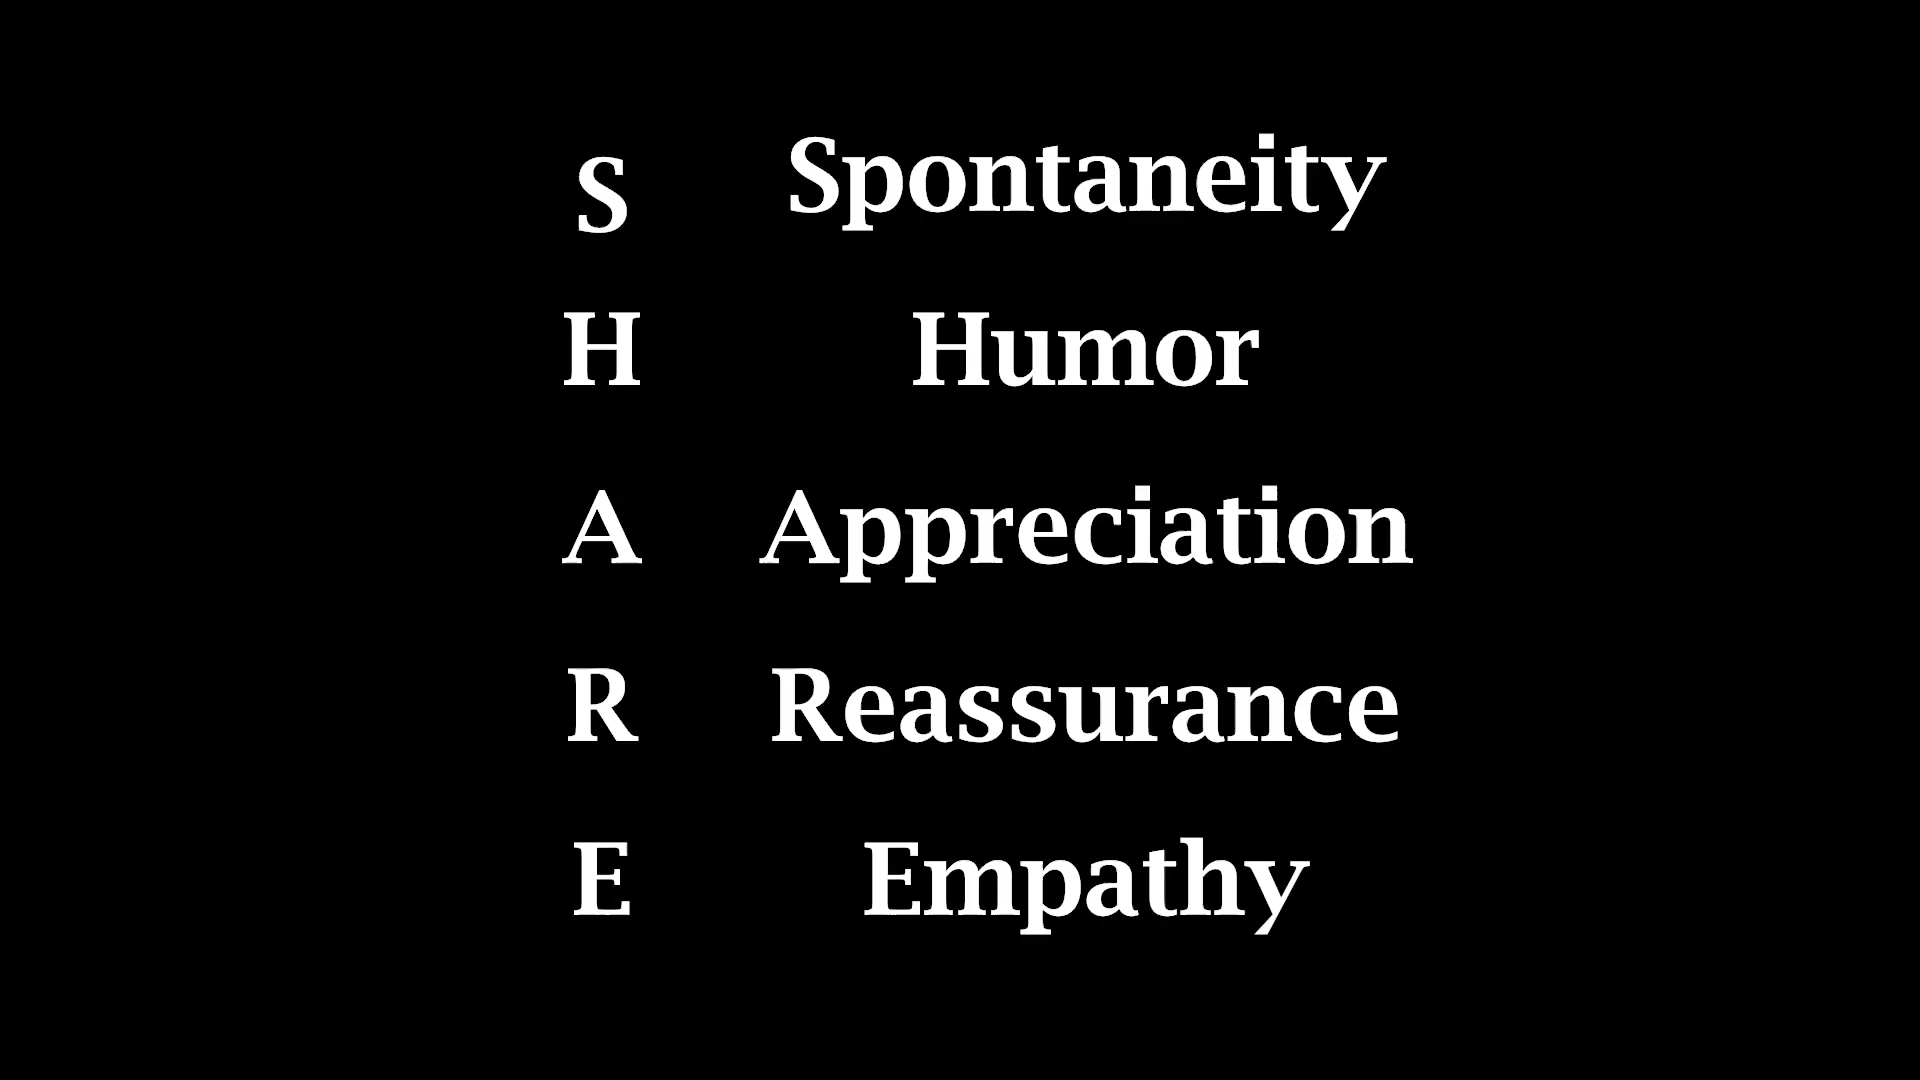 S Spontaneity
H Humor
A Appreciation
R Reassurance
E Empathy